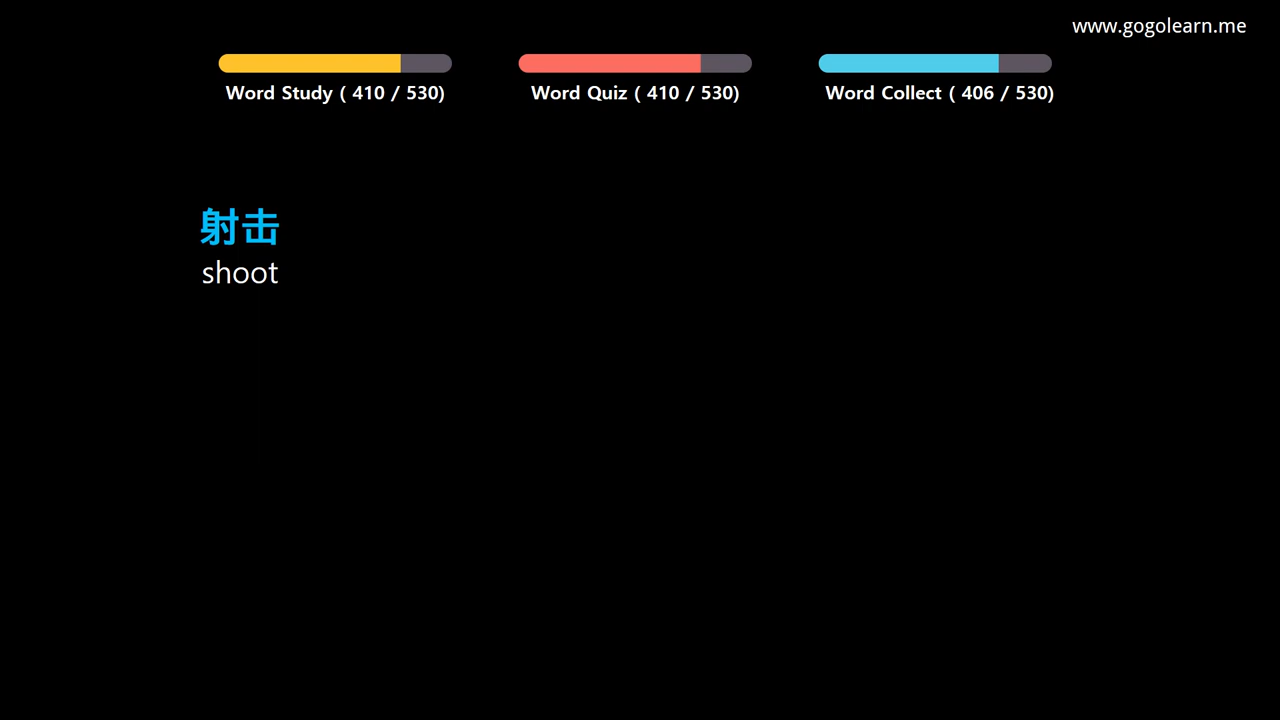 www.gogolearn.me
Word Study ( 410 / 530)
Word Quiz ( 410 / 530)
Word Collect ( 406 / 530)
射击
shoot